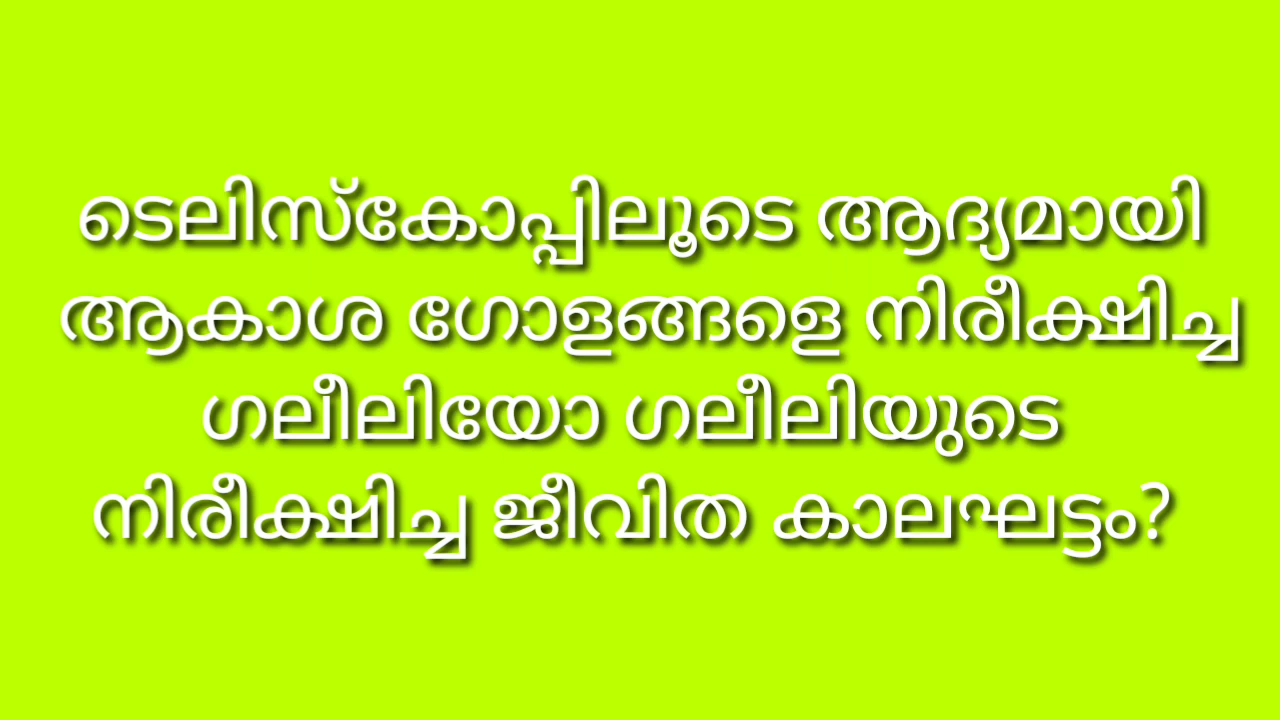 ടെലിസ്കോപ്പിലൂടെ ആദ്യമായി
ആകാശ ഗോളങ്ങളെ നിരീക്ഷിച്ച
ഗലീലിയോ ഗലീലിയുടെ
നിരീക്ഷിച്ച ജീവിത കാലഘട്ടം?